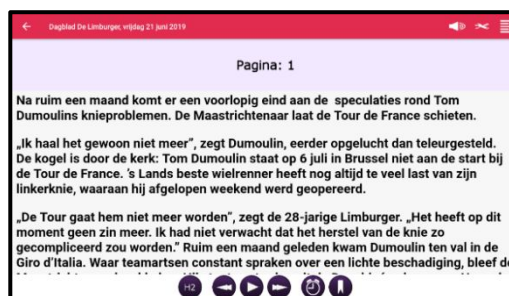 Dagblad De Limburger, vrijdag 21 juni 2019
Pagina: 1
Na ruim een maand komt er een voorlopig eind aan de speculaties rond Tom
Dumoulins knieproblemen. De Maastrichtenaar laat de Tour de France schieten.
„Ik haal het gewoon niet meer”, zegt Dumoulin, eerder opgelucht dan teleurgesteld.
De kogel is door de kerk: Tom Dumoulin staat op 6 juli in Brussel niet aan de start bij
de Tour de France. ’s Lands beste wielrenner heeft nog altijd te veel last van zijn
linkerknie, waaraan hij afgelopen weekend werd geopereerd.
„De Tour gaat hem niet meer worden”, zegt de 28-jarige Limburger. „Het heeft op dit
moment geen zin meer. Ik had niet verwacht dat het herstel van de knie zo
gecompliceerd zou worden.” Ruim een maand geleden kwam Dumoulin ten val in de
Giro d’Italia. Waar teamartsen constant spraken over een lichte beschadiging, bleef de
H2